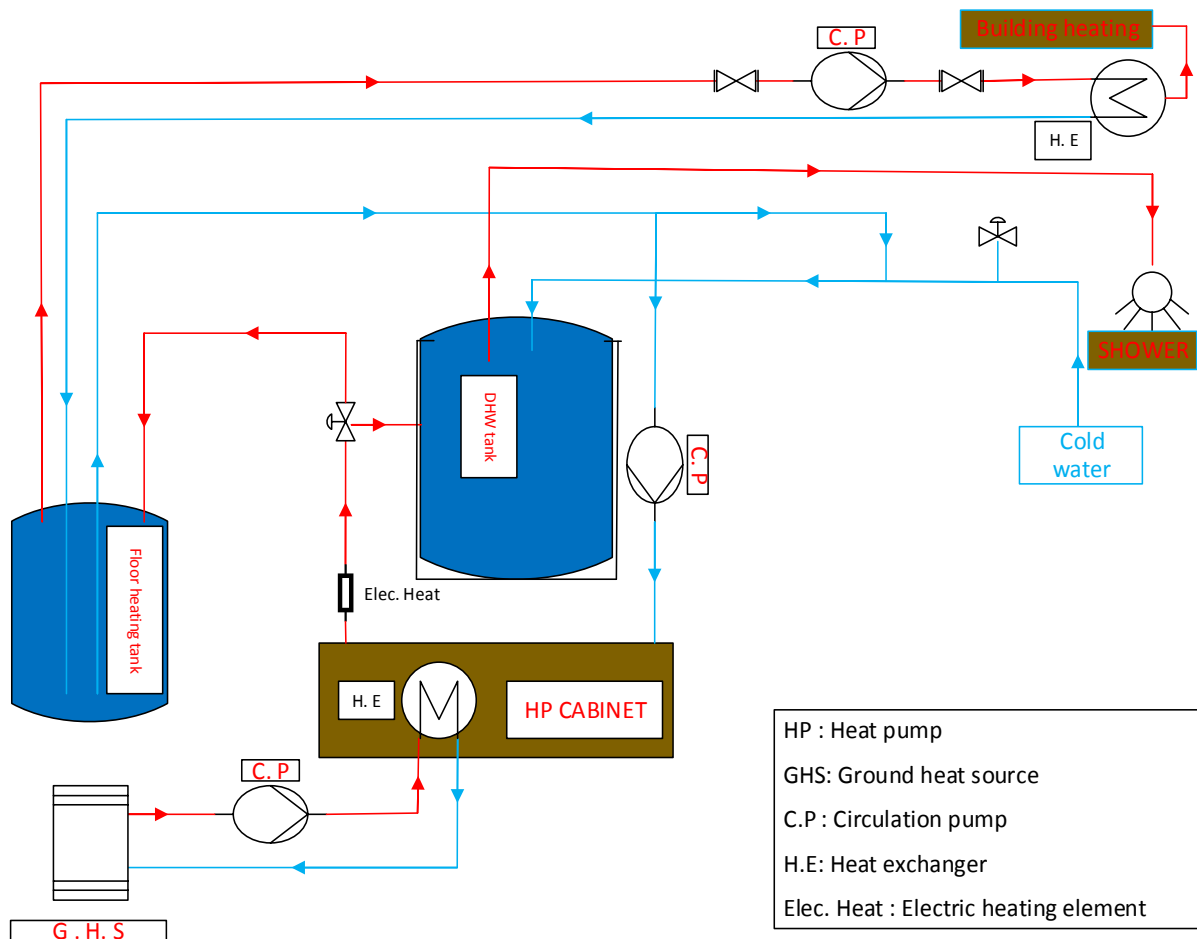 C. P
Building heating
H. E
SHOWER
DHW tank
C. P
Cold
water
Floor heating tank
Elec. Heat
H. E
HP CABINET
C. P
G . H. S
HP : Heat pump
GHS: Ground heat source
C.P : Circulation pump
H.E: Heat exchanger
Elec. Heat : Electric heating element